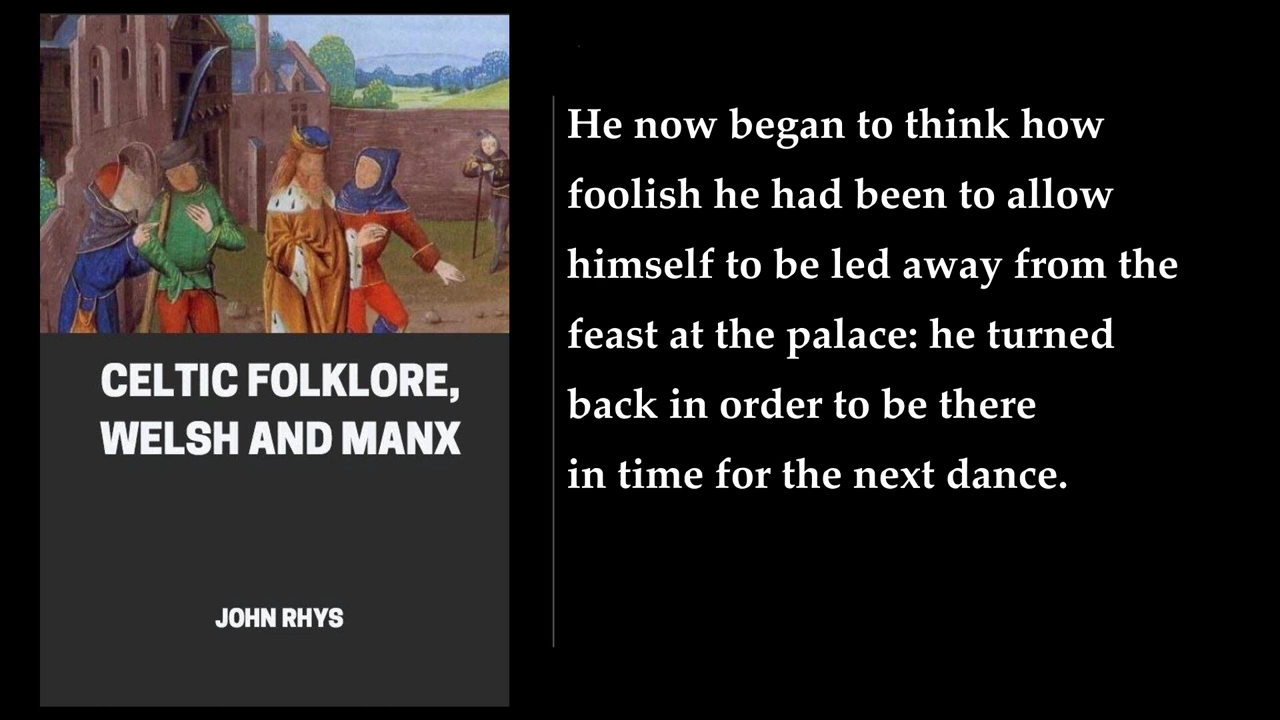 CELTIC FOLKLORE,
WELSH AND MANX
JOHN RHYS
He now began to think how
foolish he had been to allow
himself to be led away from the
feast at the palace: he turned
back in order to be there
in time for the next dance.